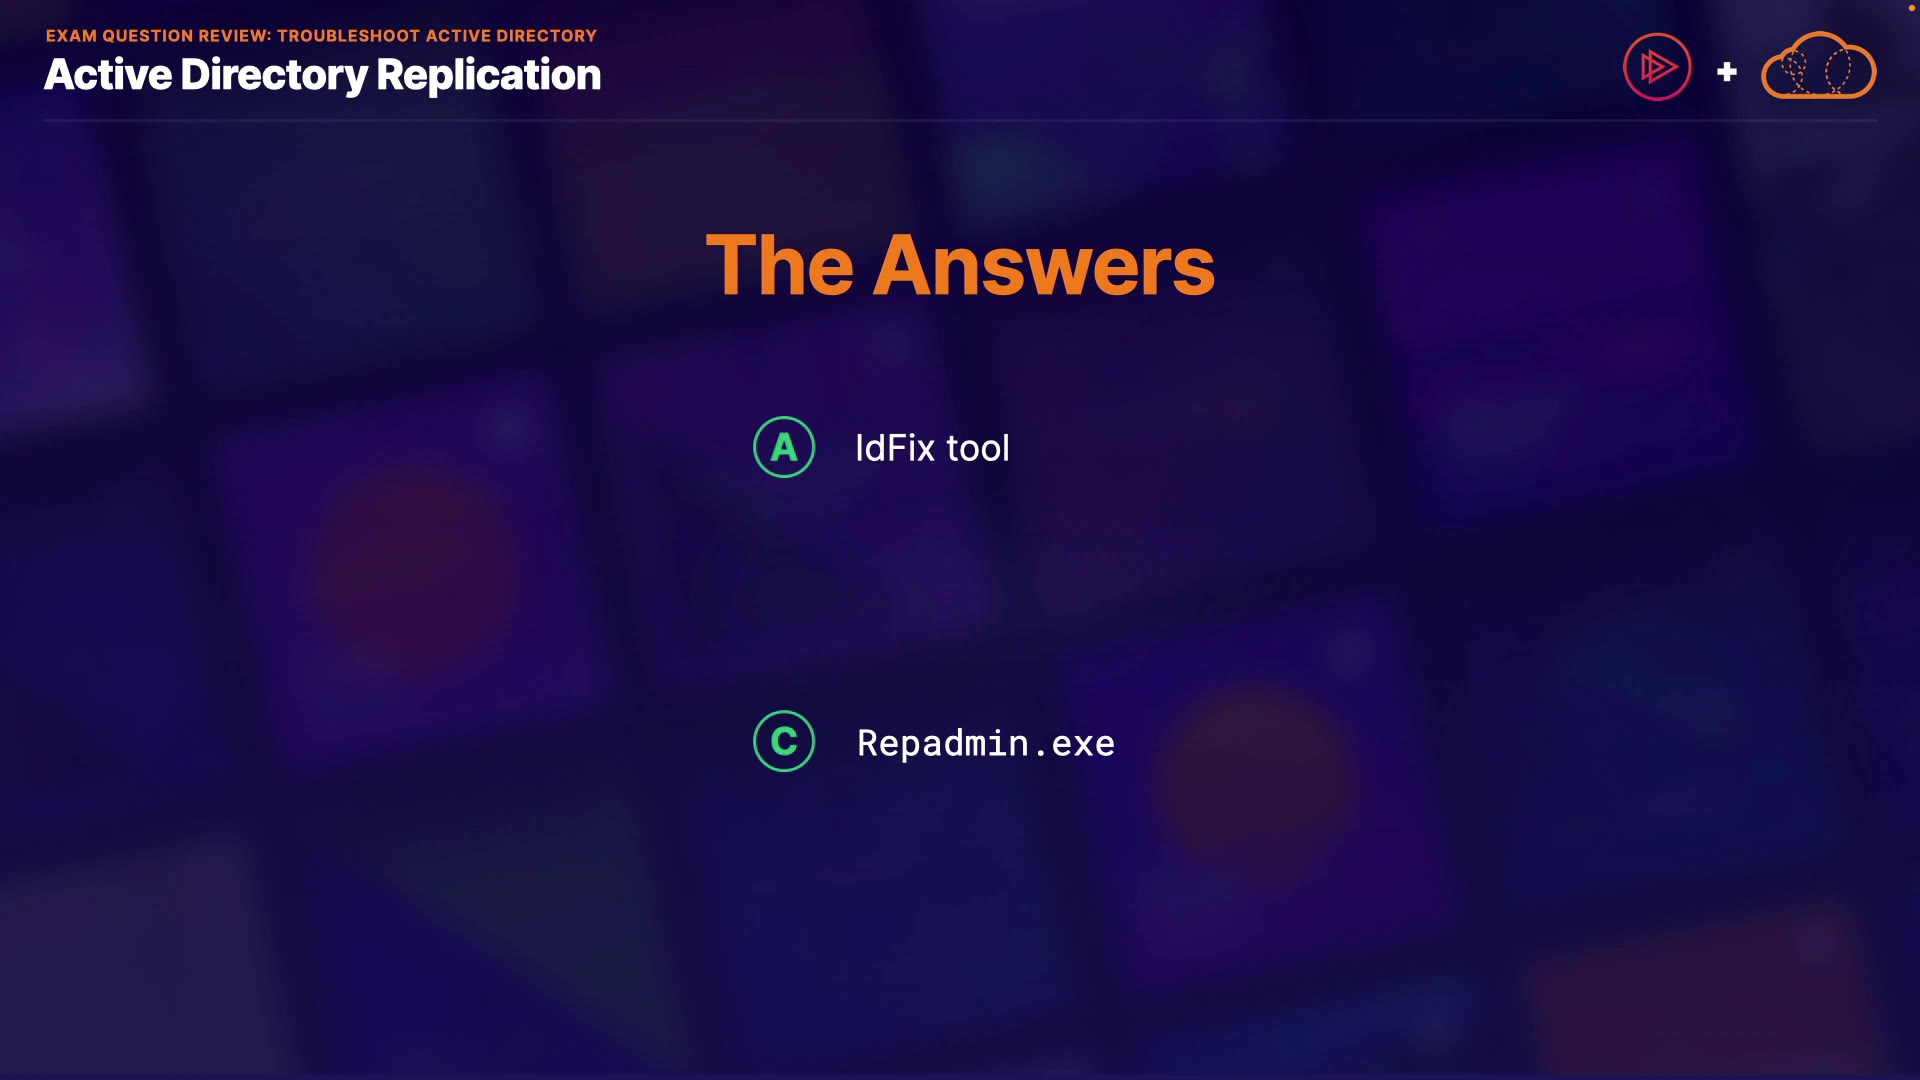 EXAM QUESTION REVIEW: TROUBLESHOOT ACTIVE DIRECTORY
Active Directory Replication
The Answers
A IdFix tool
C Repadmin.exe